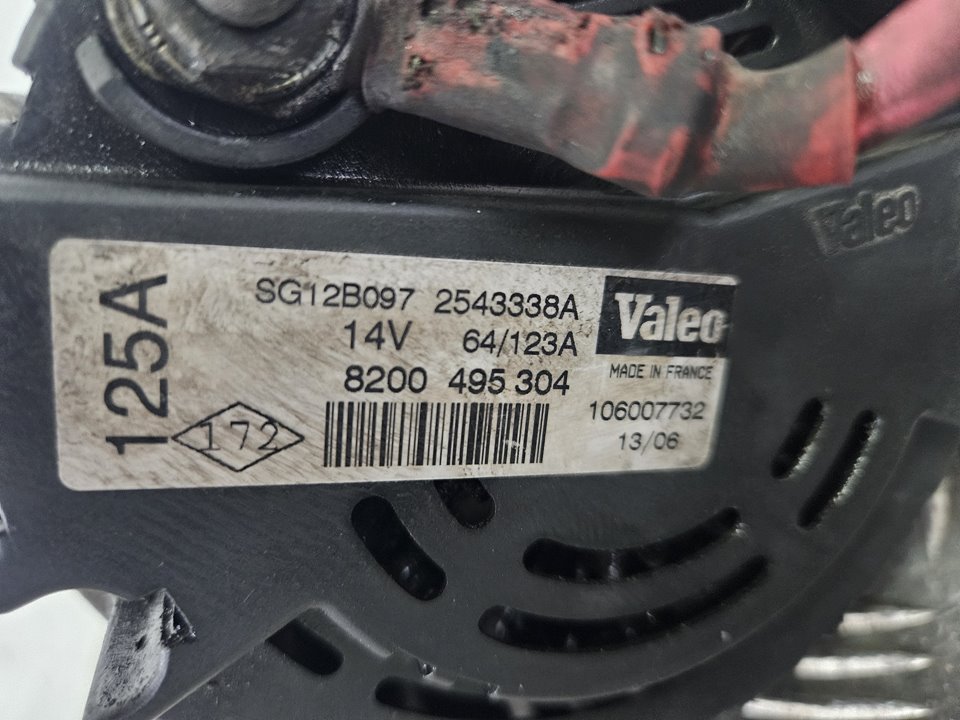 Valeo
125A
SG12B097 2543338A
14V 64/123A
8200 495 304
172
Valeo
MADE IN FRANCE
106007732
13/06